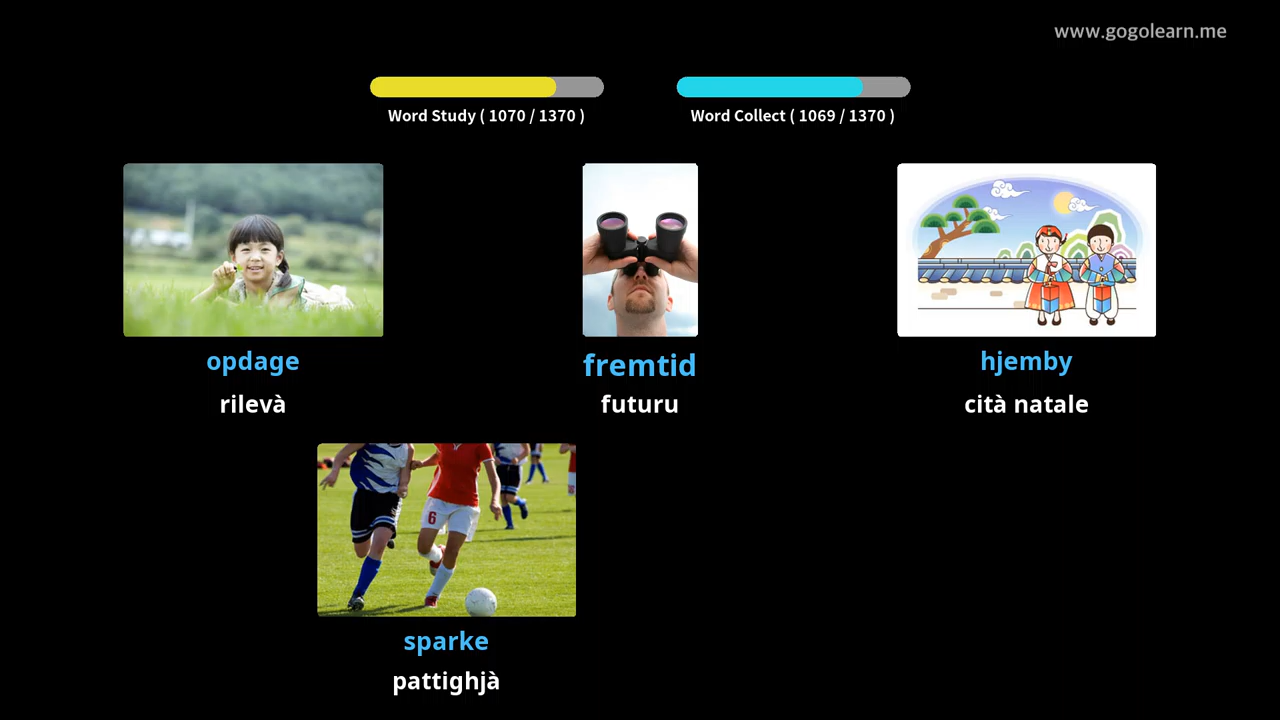 www.gogolearn.me
Word Study ( 1070 / 1370 )
Word Collect ( 1069 / 1370 )
opdage
fremtid
hjemby
rilevà
futuru
cità natale
6
sparke
pattighjà